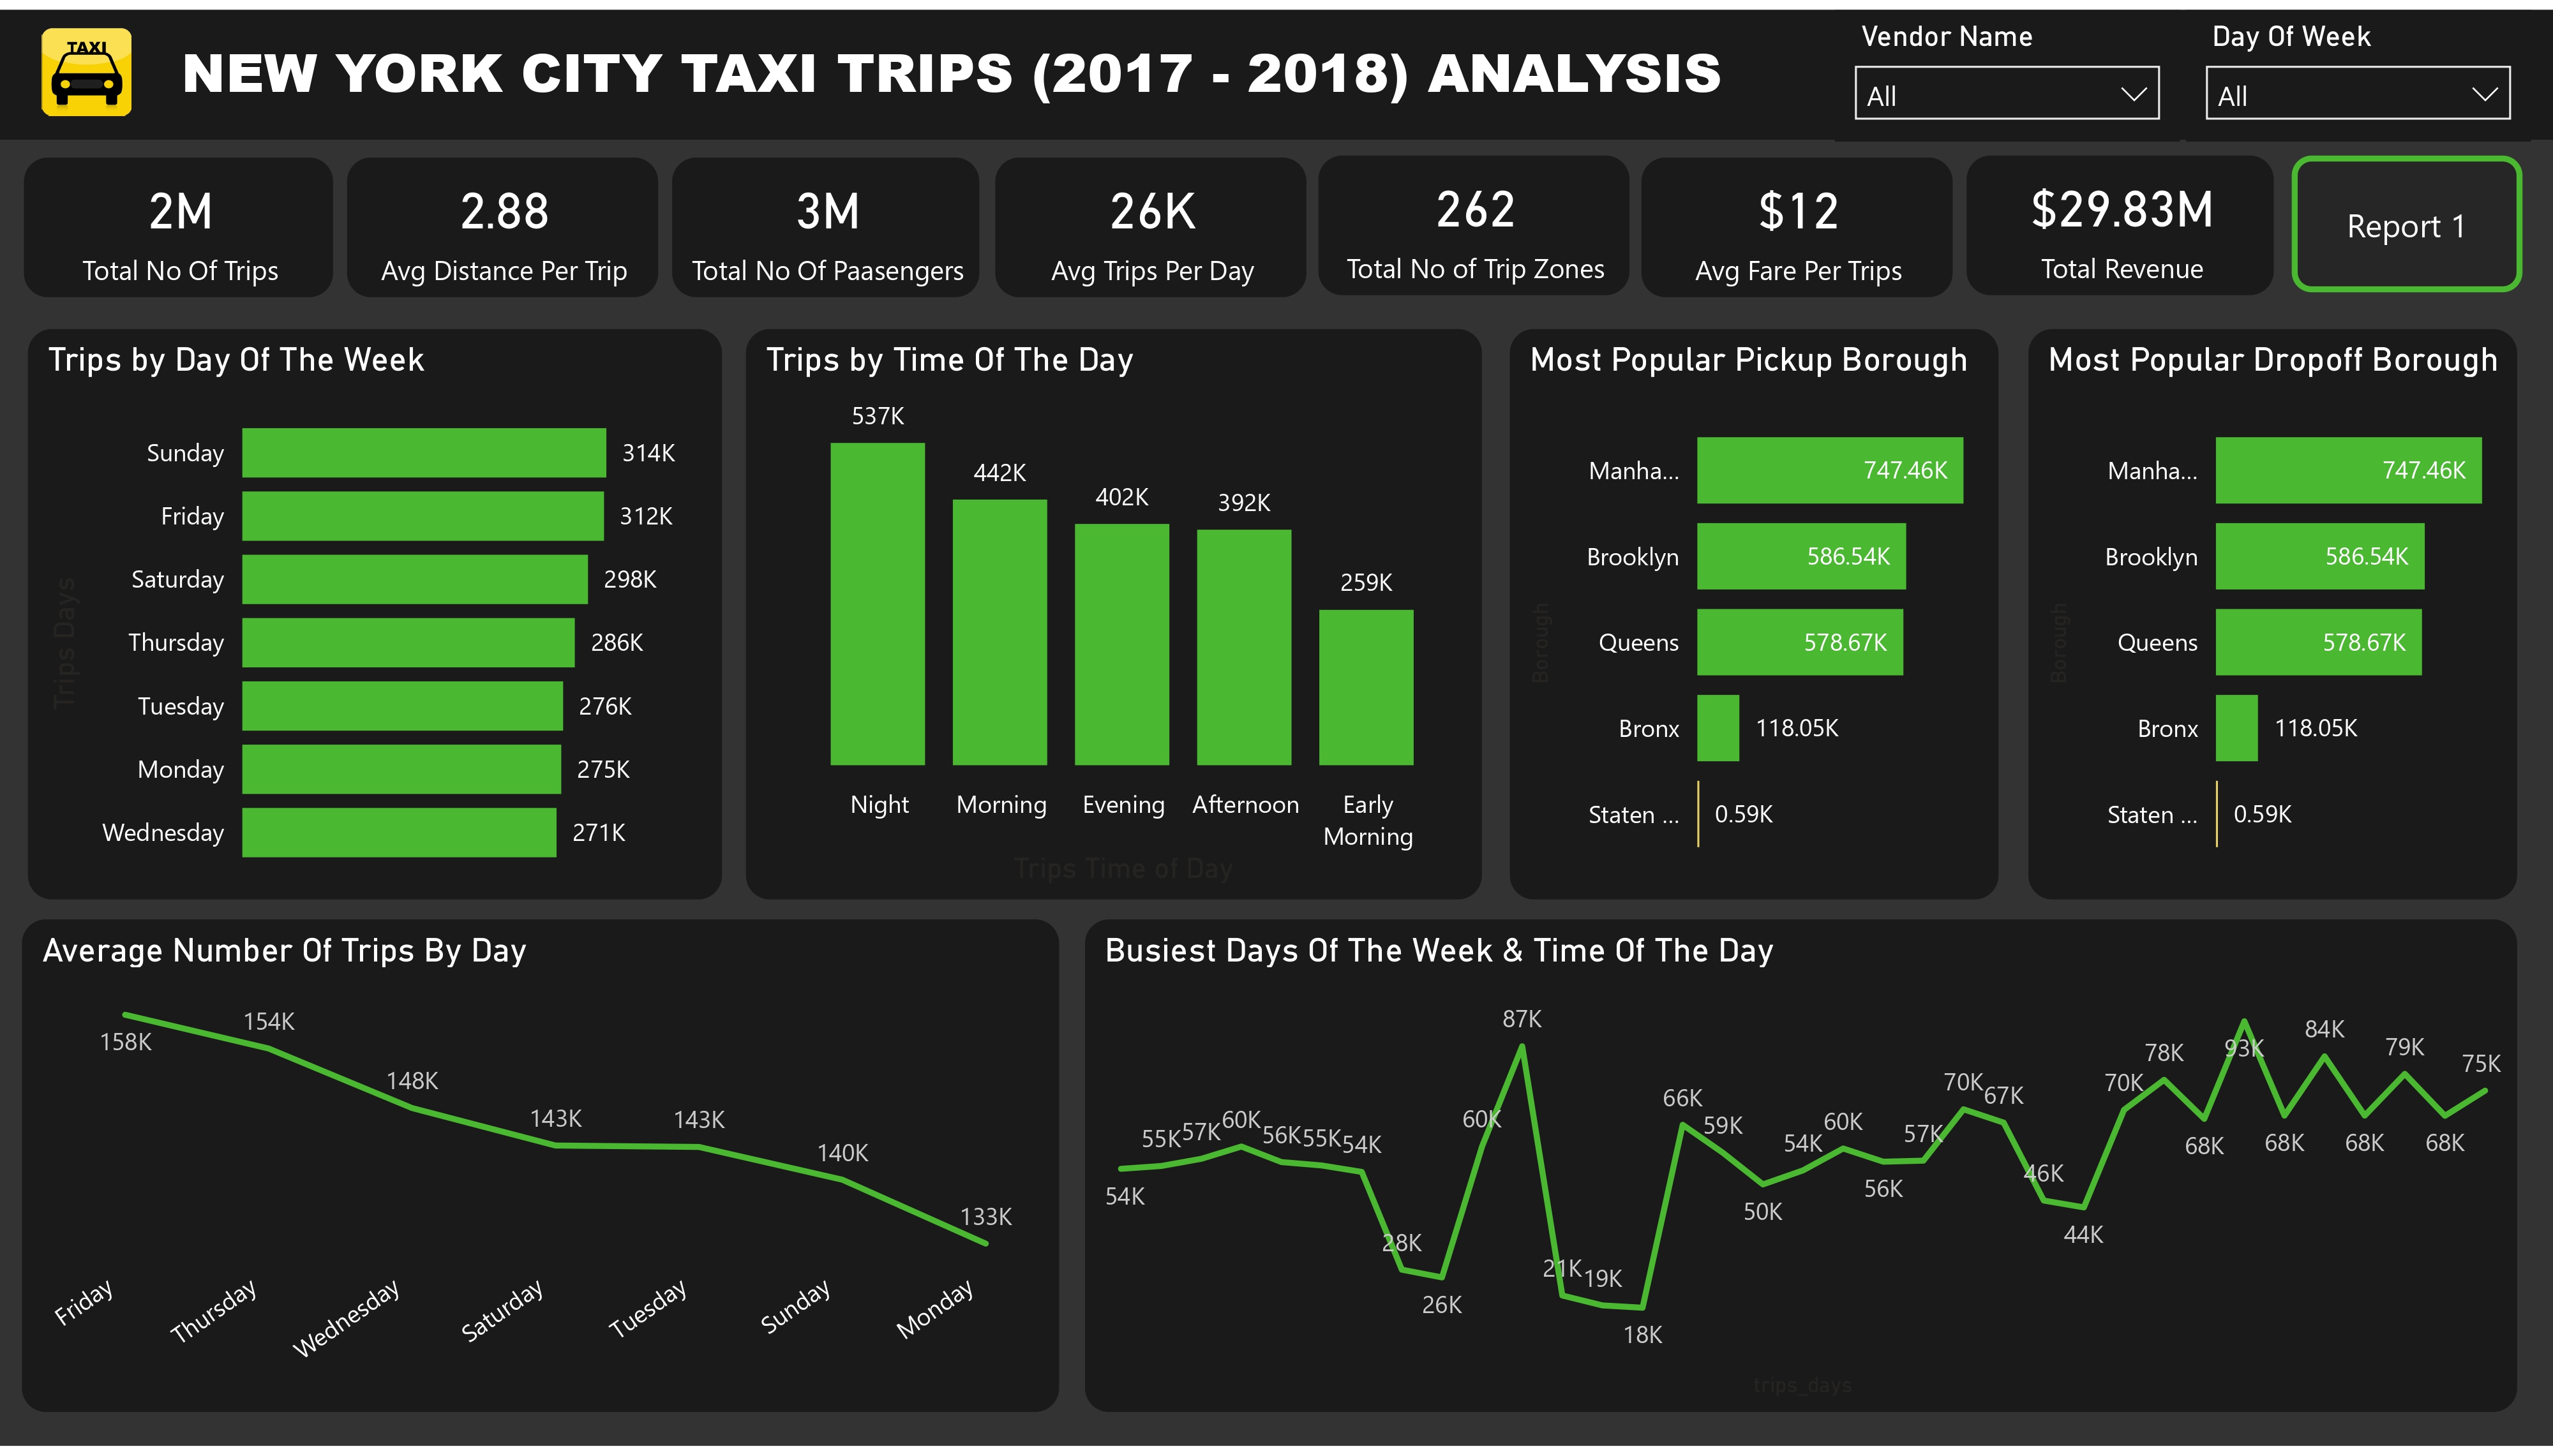 TAXI
NEW YORK CITY TAXI TRIPS (2017 - 2018) ANALYSIS
Vendor Name
All
Day Of Week
All
2M
Total No Of Trips
2.88
Avg Distance Per Trip
3M
Total No Of Paasengers
26K
Avg Trips Per Day
262
Total No of Trip Zones
$12
Avg Fare Per Trips
$29.83M
Total Revenue
Report 1
Trips by Day Of The Week
Trips Days
Sunday 314K
Friday 312K
Saturday 298K
Thursday 286K
Tuesday 276K
Monday 275K
Wednesday 271K
Trips by Time Of The Day
537K
442K
402K
392K
259K
Night Morning Evening Afternoon Early
Morning
Trips Time of Day
Most Popular Pickup Borough
Borough
Manha... 747.46K
Brooklyn 586.54K
Queens 578.67K
Bronx 118.05K
Staten ... 0.59K
Most Popular Dropoff Borough
Borough
Manha... 747.46K
Brooklyn 586.54K
Queens 578.67K
Bronx 118.05K
Staten ... 0.59K
Average Number Of Trips By Day
158K
154K
148K
143K
143K
140K
133K
Friday
Thursday
Wednesday
Saturday
Tuesday
Sunday
Monday
Busiest Days Of The Week & Time Of The Day
54K
55K
57K
60K
56K
55K
54K
28K
26K
60K
87K
21K
19K
18K
66K
59K
50K
54K
60K
56K
57K
70K
67K
46K
44K
70K
78K
68K
93K
68K
84K
68K
79K
68K
75K
trips_days